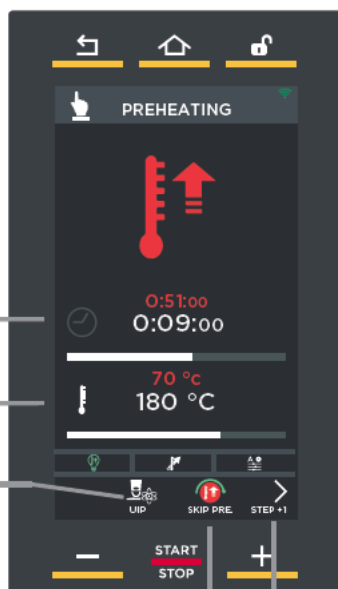 PREHEATING
0:51:00
0:09:00
70 °c
180 °C
UIP
SKIP PRE.
STEP +1
−
START
STOP
+